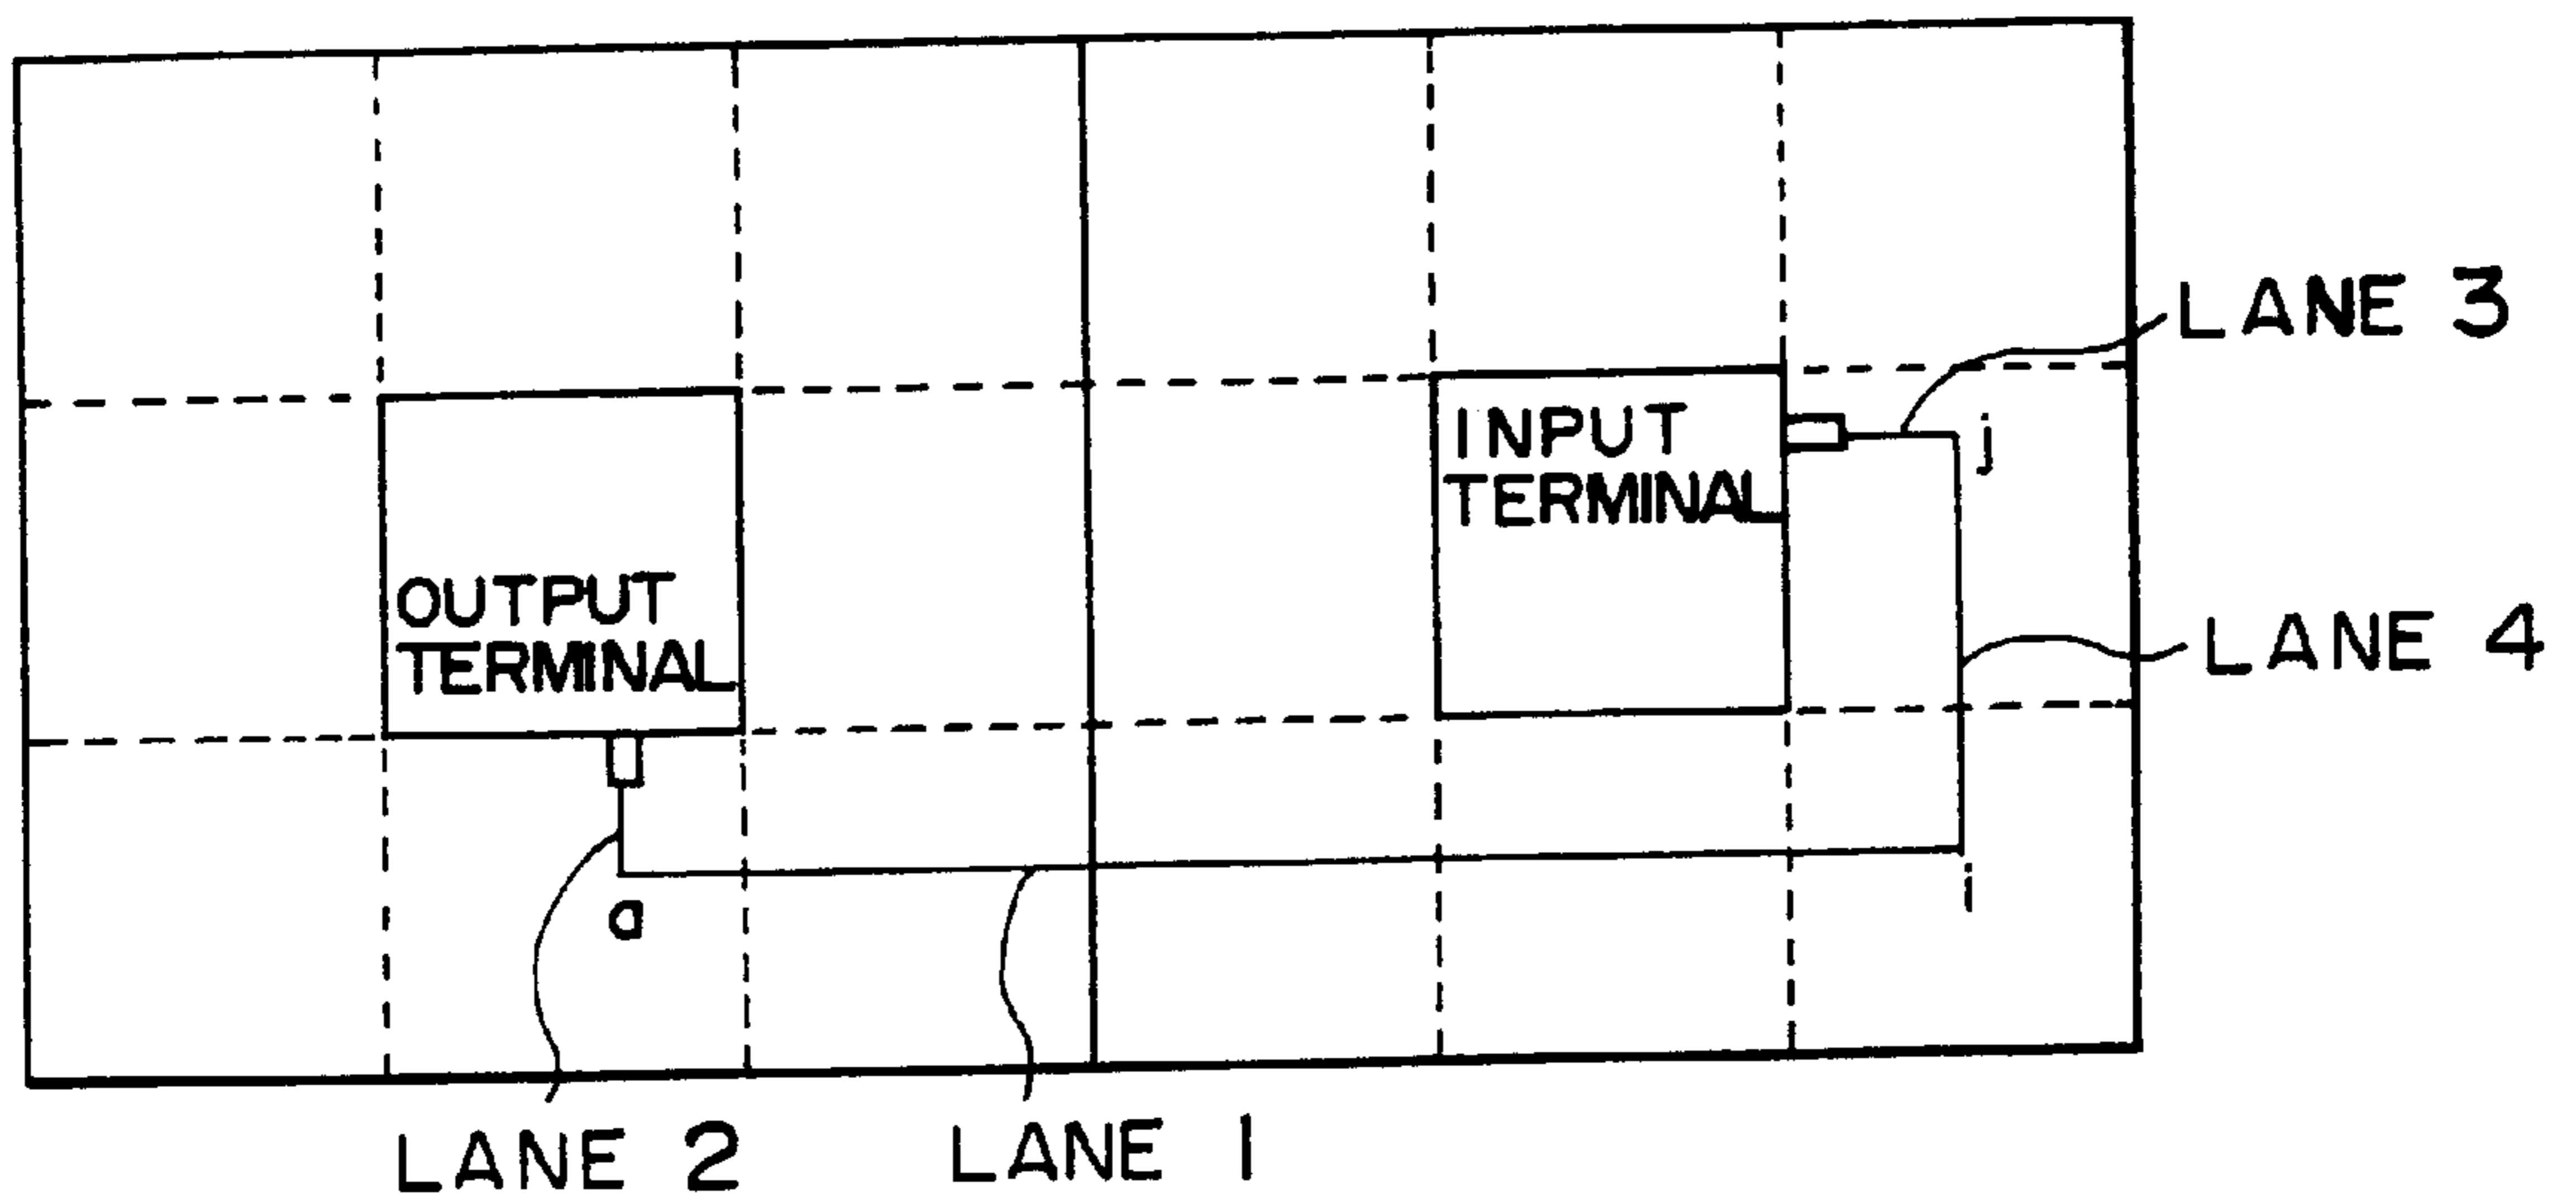 LANE 3
INPUT
TERMINAL
j
OUTPUT
TERMINAL
LANE 4
a
i
LANE 2
LANE 1